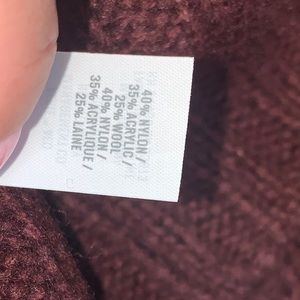 40% NYLON /
35% ACRYLIC /
25% WOOL
40% NYLON /
35% ACRYLIQUE /
25% LAINE